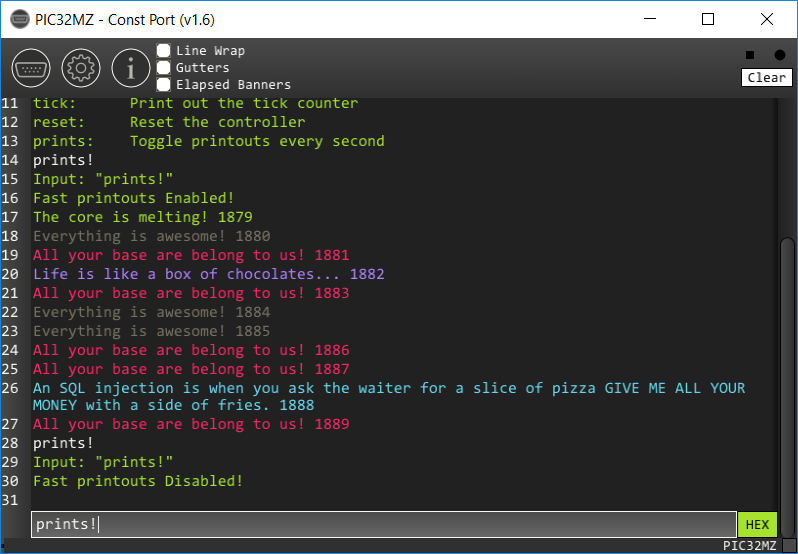 PIC32MZ - Const Port (v1.6)
Line Wrap
Gutters
Elapsed Banners
Clear
11 tick: Print out the tick counter
12 reset: Reset the controller
13 prints: Toggle printouts every second
14 prints!
15 Input: "prints!"
16 Fast printouts Enabled!
17 The core is melting! 1879
18 Everything is awesome! 1880
19 All your base are belong to us! 1881
20 Life is like a box of chocolates... 1882
21 All your base are belong to us! 1883
22 Everything is awesome! 1884
23 Everything is awesome! 1885
24 All your base are belong to us! 1886
25 All your base are belong to us! 1887
26 An SQL injection is when you ask the waiter for a slice of pizza GIVE ME ALL YOUR
MONEY with a side of fries. 1888
27 All your base are belong to us! 1889
28 prints!
29 Input: "prints!"
30 Fast printouts Disabled!
31
prints!
HEX
PIC32MZ